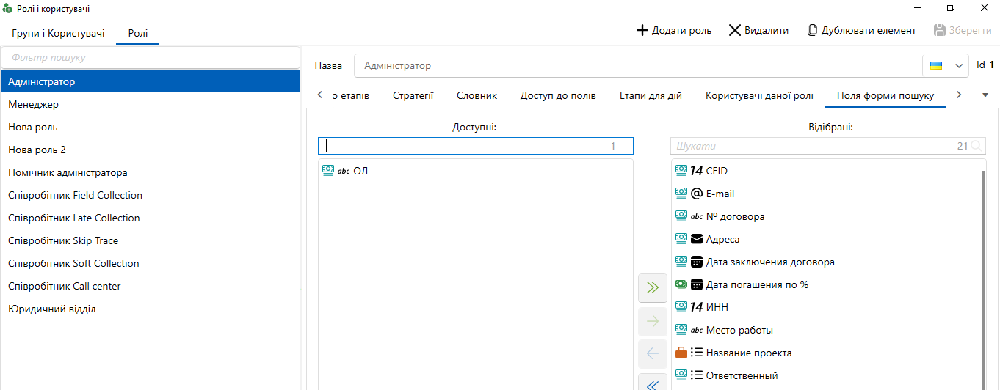 Ролі і користувачі
Групи і Користувачі Ролі
Додати роль Видалити Дублювати елемент Зберегти
Фільтр пошуку
Адміністратор
Менеджер
Нова роль
Нова роль 2
Помічник адміністратора
Співробітник Field Collection
Співробітник Late Collection
Співробітник Skip Trace
Співробітник Soft Collection
Співробітник Call center
Юридичний відділ
Назва Адміністратор Id 1
о етапів Стратегії Словник Доступ до полів Етапи для дій Користувачі даної ролі Поля форми пошуку
Доступні:
1
abc ОЛ
Відібрані:
Шукати 21
14 CEID
@ E-mail
abc № договора
Адреса
Дата заключения договора
Дата погашения по %
14 ИНН
abc Место работы
Название проекта
Ответственный